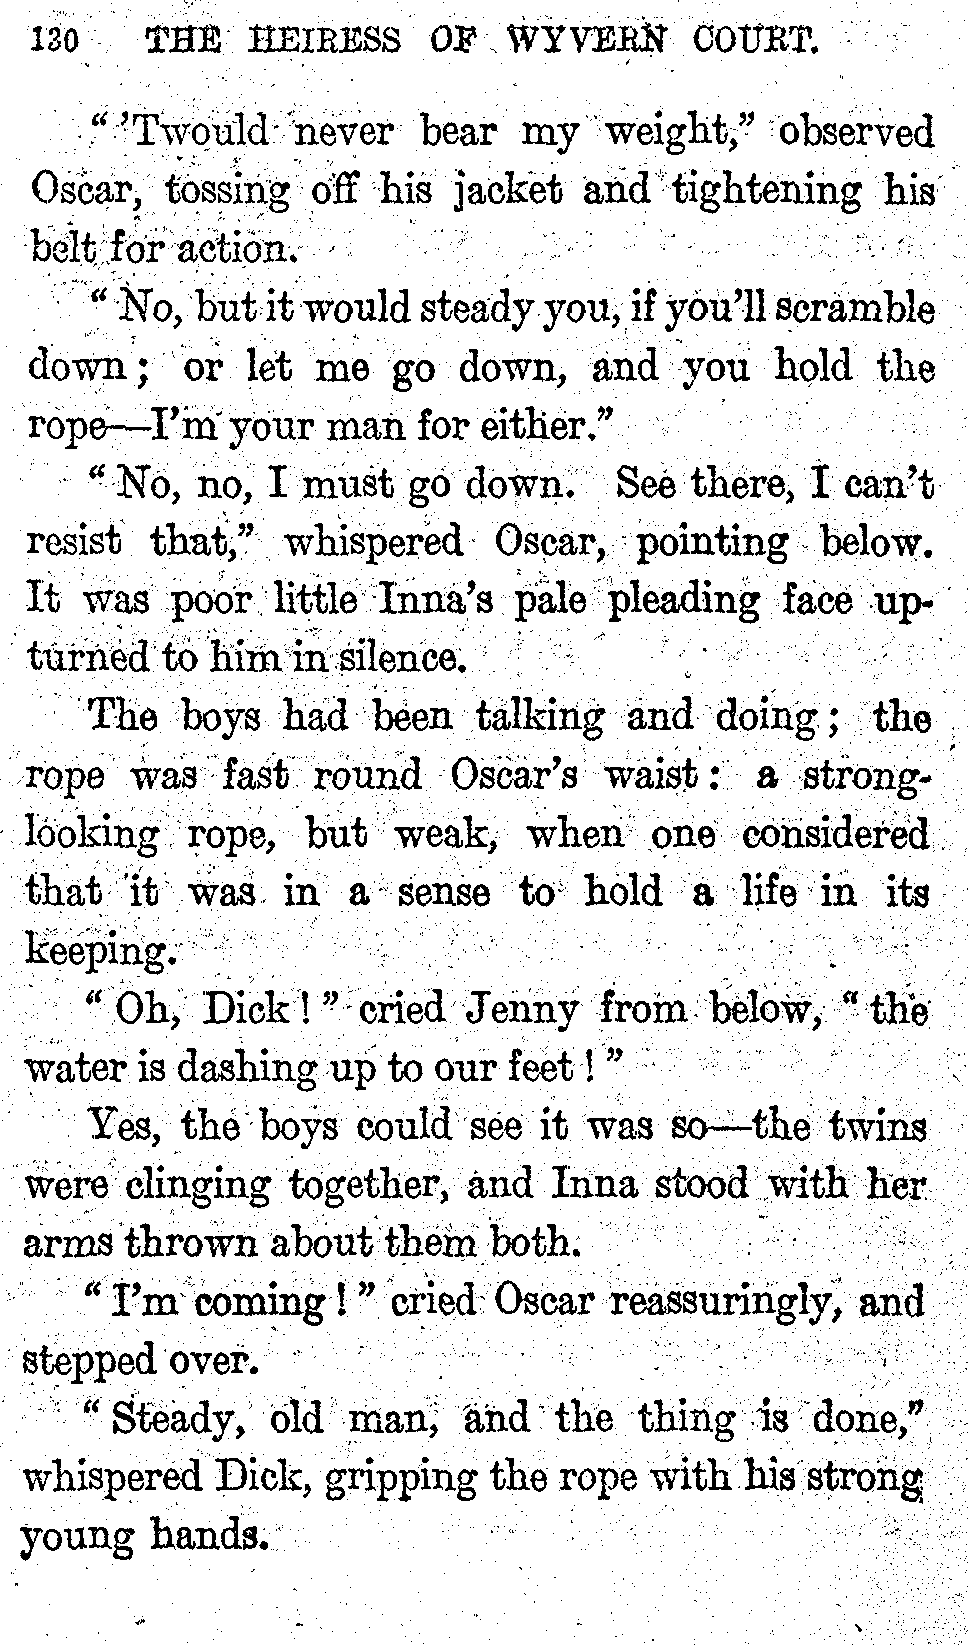 130 THE HEIRESS OF WYVERN COURT.
“ ’Twould never bear my weight,” observed
Oscar, tossing off his jacket and tightening his
belt for action.
“ No, but it would steady you, if you’ll scramble
down ; or let me go down, and you hold the
rope—I’m your man for either.”
“ No, no, I must go down. See there, I can’t
resist that,” whispered Oscar, pointing below.
It was poor little Inna’s pale pleading face up-
turned to him in silence.
The boys had been talking and doing ; the
rope was fast round Oscar’s waist : a strong-
looking rope, but weak, when one considered
that it was in a sense to hold a life in its
keeping.
“ Oh, Dick ! ” cried Jenny from below, “ the
water is dashing up to our feet ! ”
Yes, the boys could see it was so—the twins
were clinging together, and Inna stood with her
arms thrown about them both.
“ I’m coming ! ” cried Oscar reassuringly, and
stepped over.
“ Steady, old man, and the thing is done,”
whispered Dick, gripping the rope with his strong
young hands.